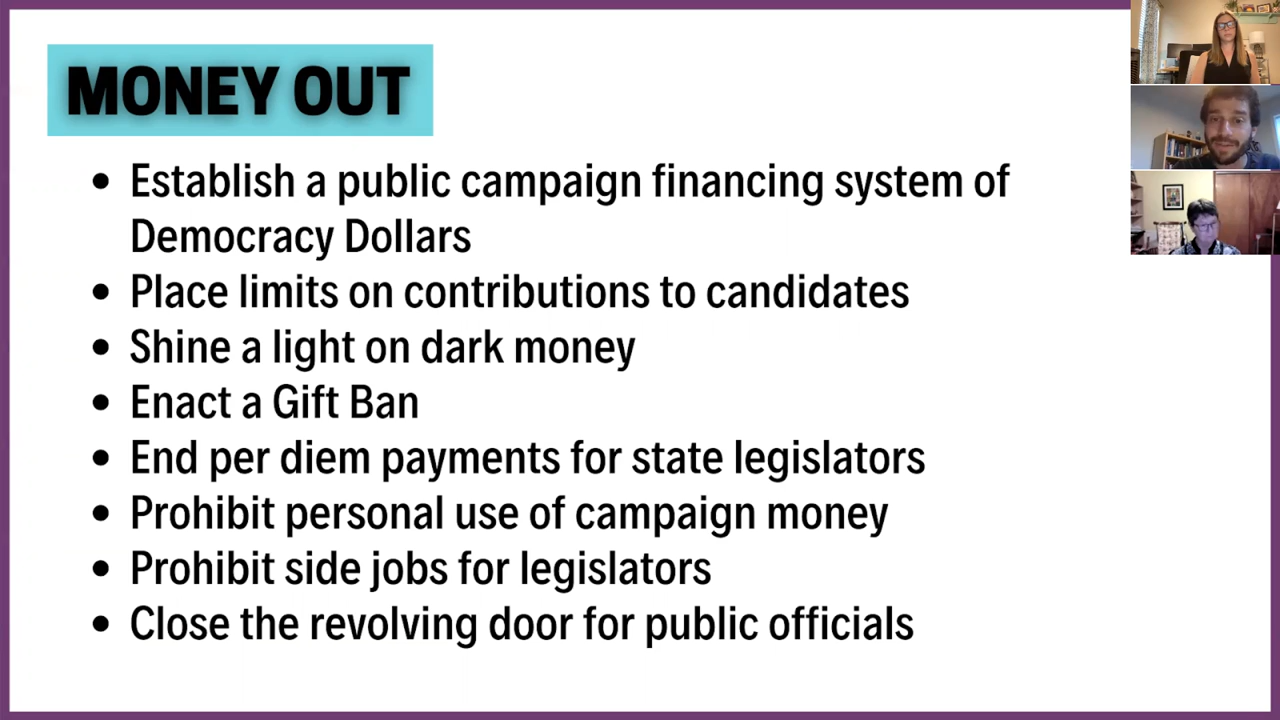 MONEY OUT
• Establish a public campaign financing system of
Democracy Dollars
• Place limits on contributions to candidates
• Shine a light on dark money
• Enact a Gift Ban
• End per diem payments for state legislators
• Prohibit personal use of campaign money
• Prohibit side jobs for legislators
• Close the revolving door for public officials